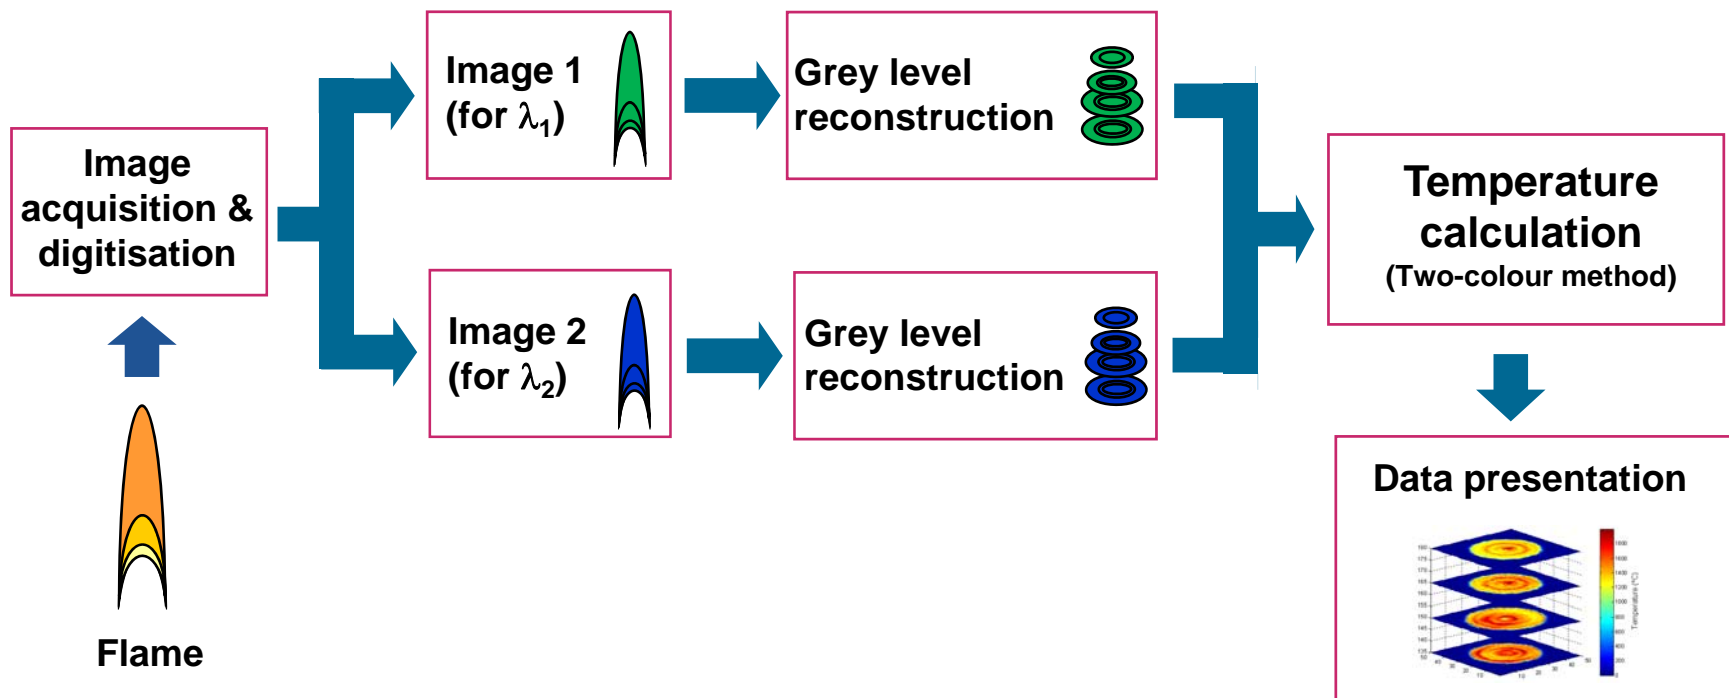 Image
acquisition &
digitisation
Flame
Image 1
(for λ1)
Grey level
reconstruction
Image 2
(for λ2)
Grey level
reconstruction
Temperature
calculation
(Two-colour method)
Data presentation
Temperature (°C)